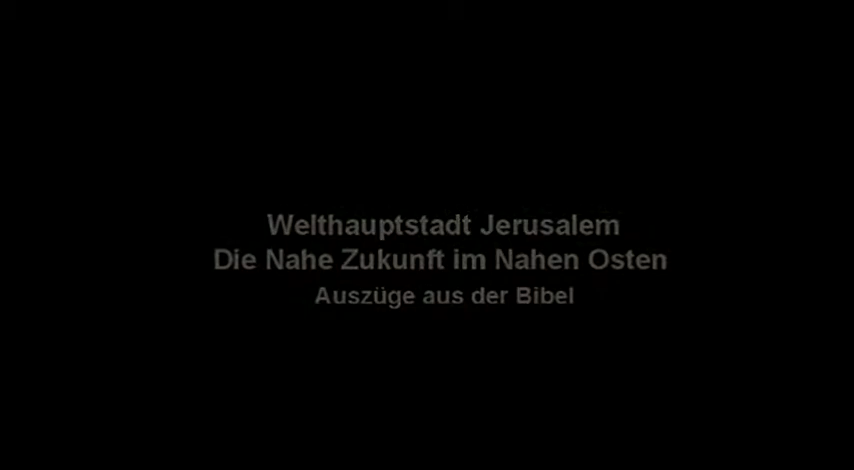 Welthauptstadt Jerusalem
Die Nahe Zukunft im Nahen Osten
Auszüge aus der Bibel